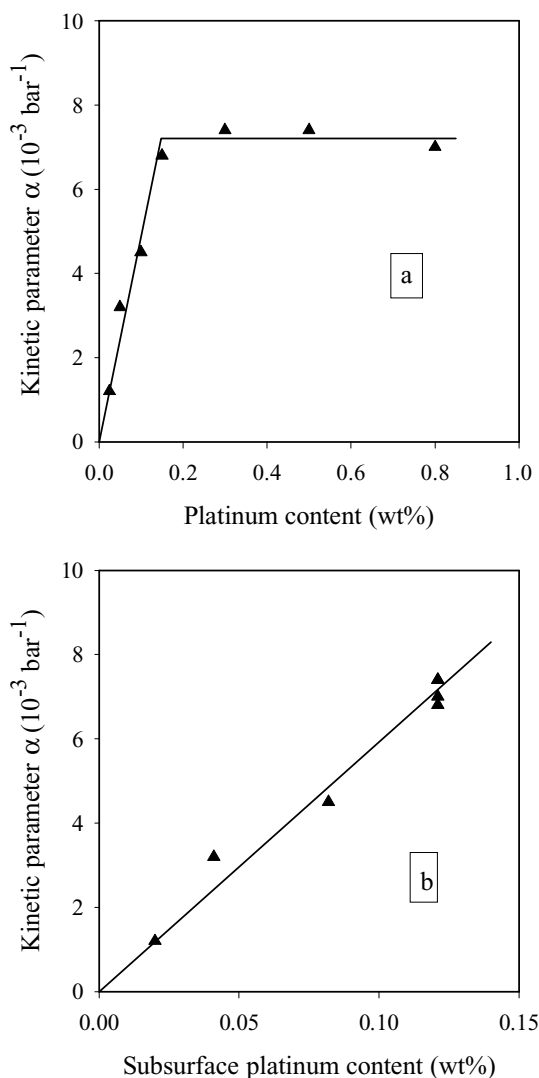 10
8
6
4
2
0
Kinetic parameter α (10⁻³ bar⁻¹)
a
0.0 0.2 0.4 0.6 0.8 1.0
Platinum content (wt%)
10
8
6
4
2
0
Kinetic parameter α (10⁻³ bar⁻¹)
b
0.00 0.05 0.10 0.15
Subsurface platinum content (wt%)